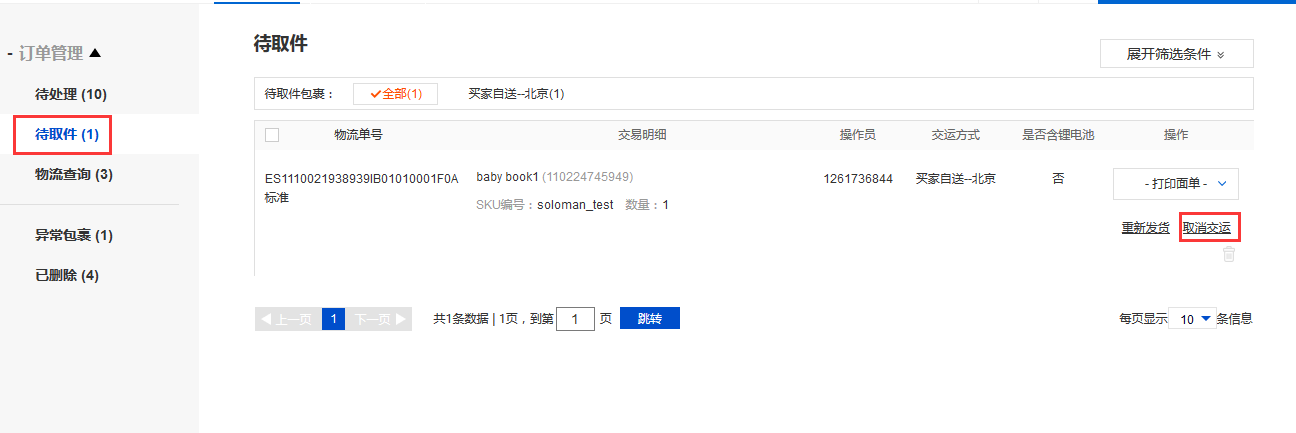 - 订单管理
待处理 (10)
待取件 (1)
物流查询 (3)
异常包裹 (1)
已删除 (4)
待取件
展开筛选条件
待取件包裹：
全部(1)
买家自送--北京(1)
物流单号
交易明细
操作员
交运方式
是否含锂电池
操作
ES1110021938939IB01010001F0A
标准
baby book1 (110224745949)
SKU编号：soloman_test 数量：1
1261736844
买家自送--北京
否
- 打印面单 -
重新发货
取消交运
上一页
1
下一页
共1条数据 | 1页，到第 1 页
跳转
每页显示 10 条信息